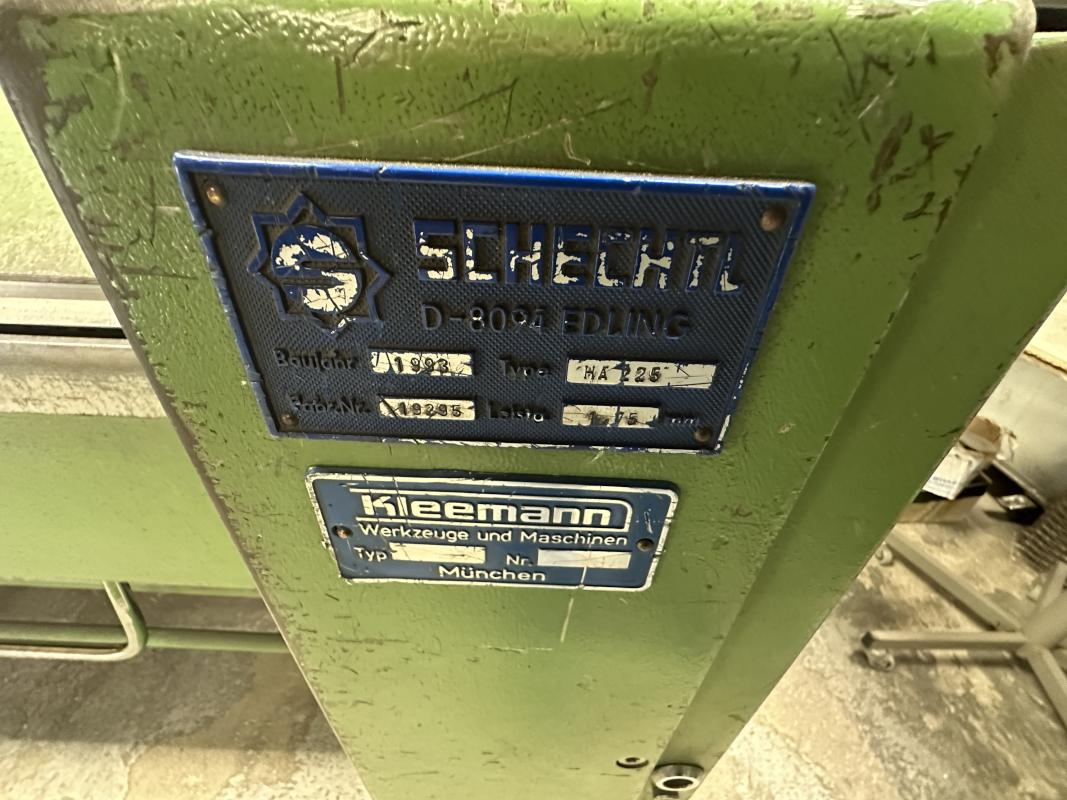 SCHECHTL
D-8094 EDLING
Baujahr 1993 Type HA 225
Fabr.Nr. 19295 Leistg. 1.75 mm
Kleemann
Werkzeuge und Maschinen
Typ Nr.
München